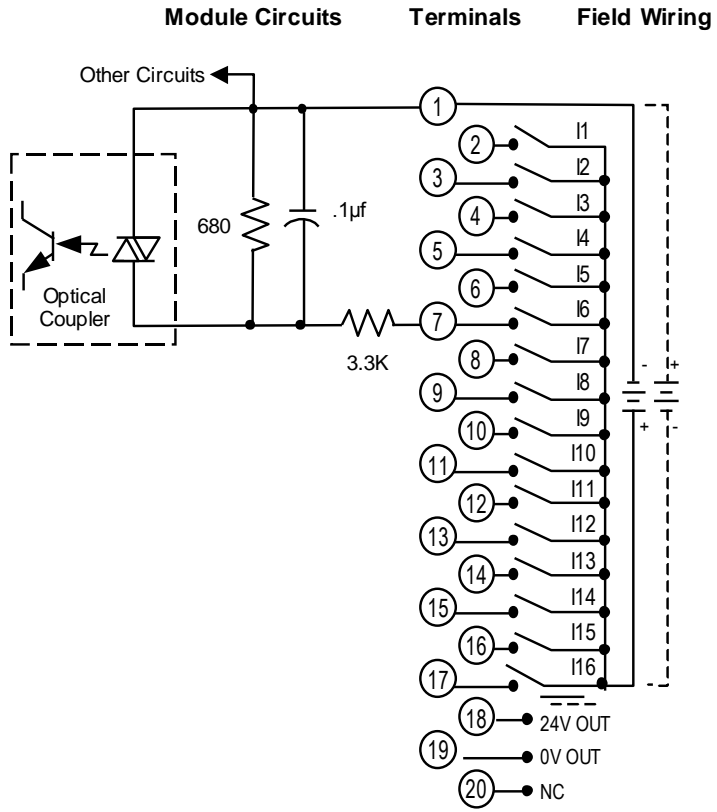 Module Circuits Terminals Field Wiring
Other Circuits
1
2 I1
3 I2
4 I3
5 I4
6 I5
7 I6
8 I7
9 I8
10 I9
11 I10
12 I11
13 I12
14 I13
15 I14
16 I15
17 I16
18 24V OUT
19 0V OUT
20 NC
680
.1µf
3.3K
Optical
Coupler
- +
+ -